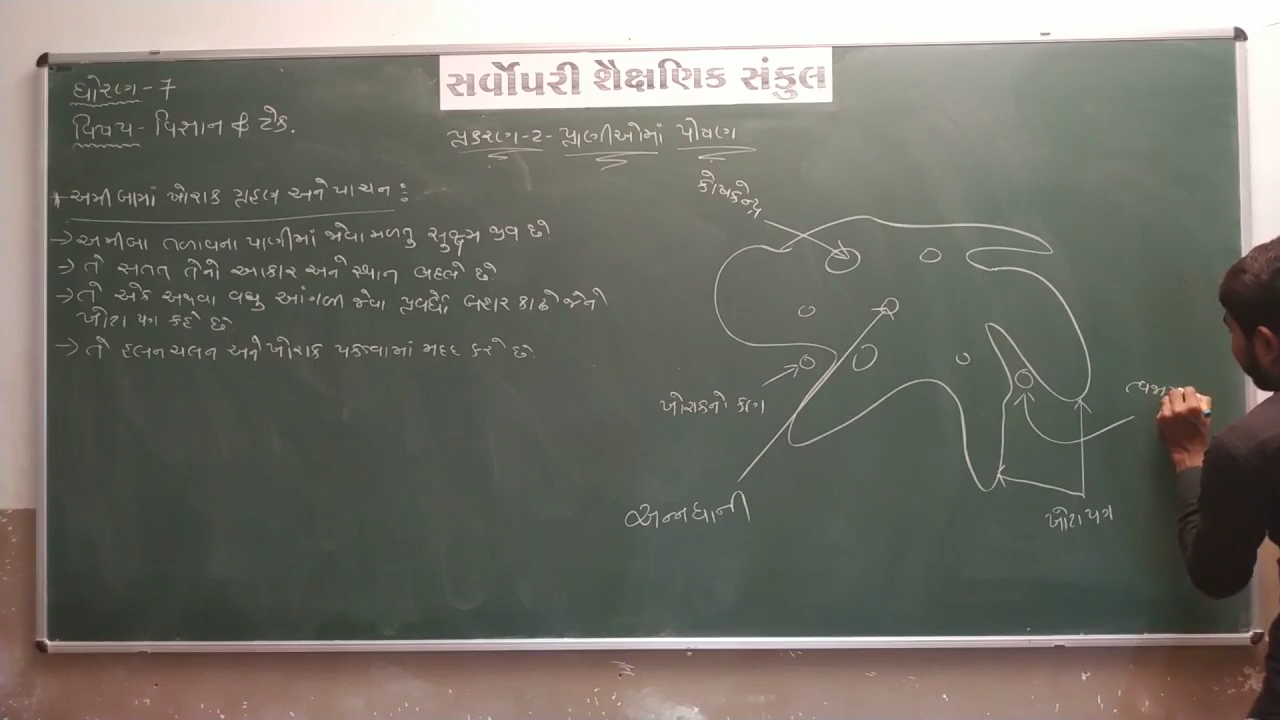 સર્વોપરી શૈક્ષણિક સંકુલ
ધોરણ - 7
વિષય - વિજ્ઞાન & ટેક.
પ્રકરણ - ૨ - પ્રાણીઓમાં પોષણ
* અમીબામાં ખોરાક ગ્રહણ અને પાચન :
→ અમીબા તળાવના પાણીમાં જોવા મળતુ સુક્ષ્મ જીવ છે
→ તે સતત તેનો આકાર અને સ્થાન બદલે છે.
→ તે એક અથવા વધુ આંગળી જેવા પ્રવર્ધો બહાર કાઢે જેને
ખોટા પગ કહે છે
→ તે હલનચલન અને ખોરાક પકડવામાં મદદ કરે છે.
કોષકેન્દ્ર
ખોરાકનો કણ
અન્નધાની
ખોટા પગ